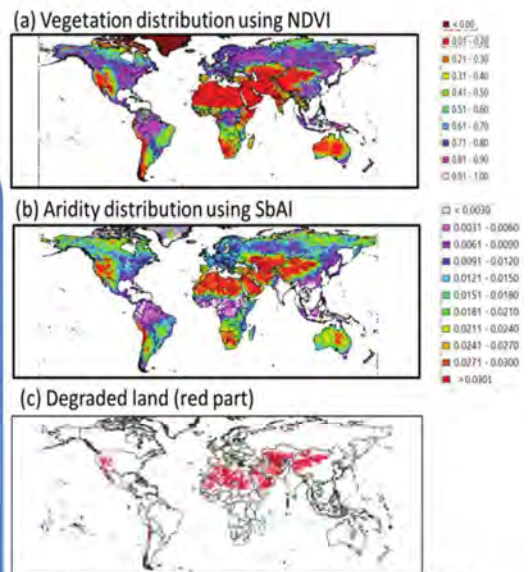 (a) Vegetation distribution using NDVI
< 0.00
0.01 - 0.20
0.21 - 0.30
0.31 - 0.40
0.41 - 0.50
0.51 - 0.60
0.61 - 0.70
0.71 - 0.80
0.81 - 0.90
0.91 - 1.00
(b) Aridity distribution using SbAI
< 0.0030
0.0031 - 0.0060
0.0061 - 0.0090
0.0091 - 0.0120
0.0121 - 0.0150
0.0151 - 0.0180
0.0181 - 0.0210
0.0211 - 0.0240
0.0241 - 0.0270
0.0271 - 0.0300
> 0.0301
(c) Degraded land (red part)